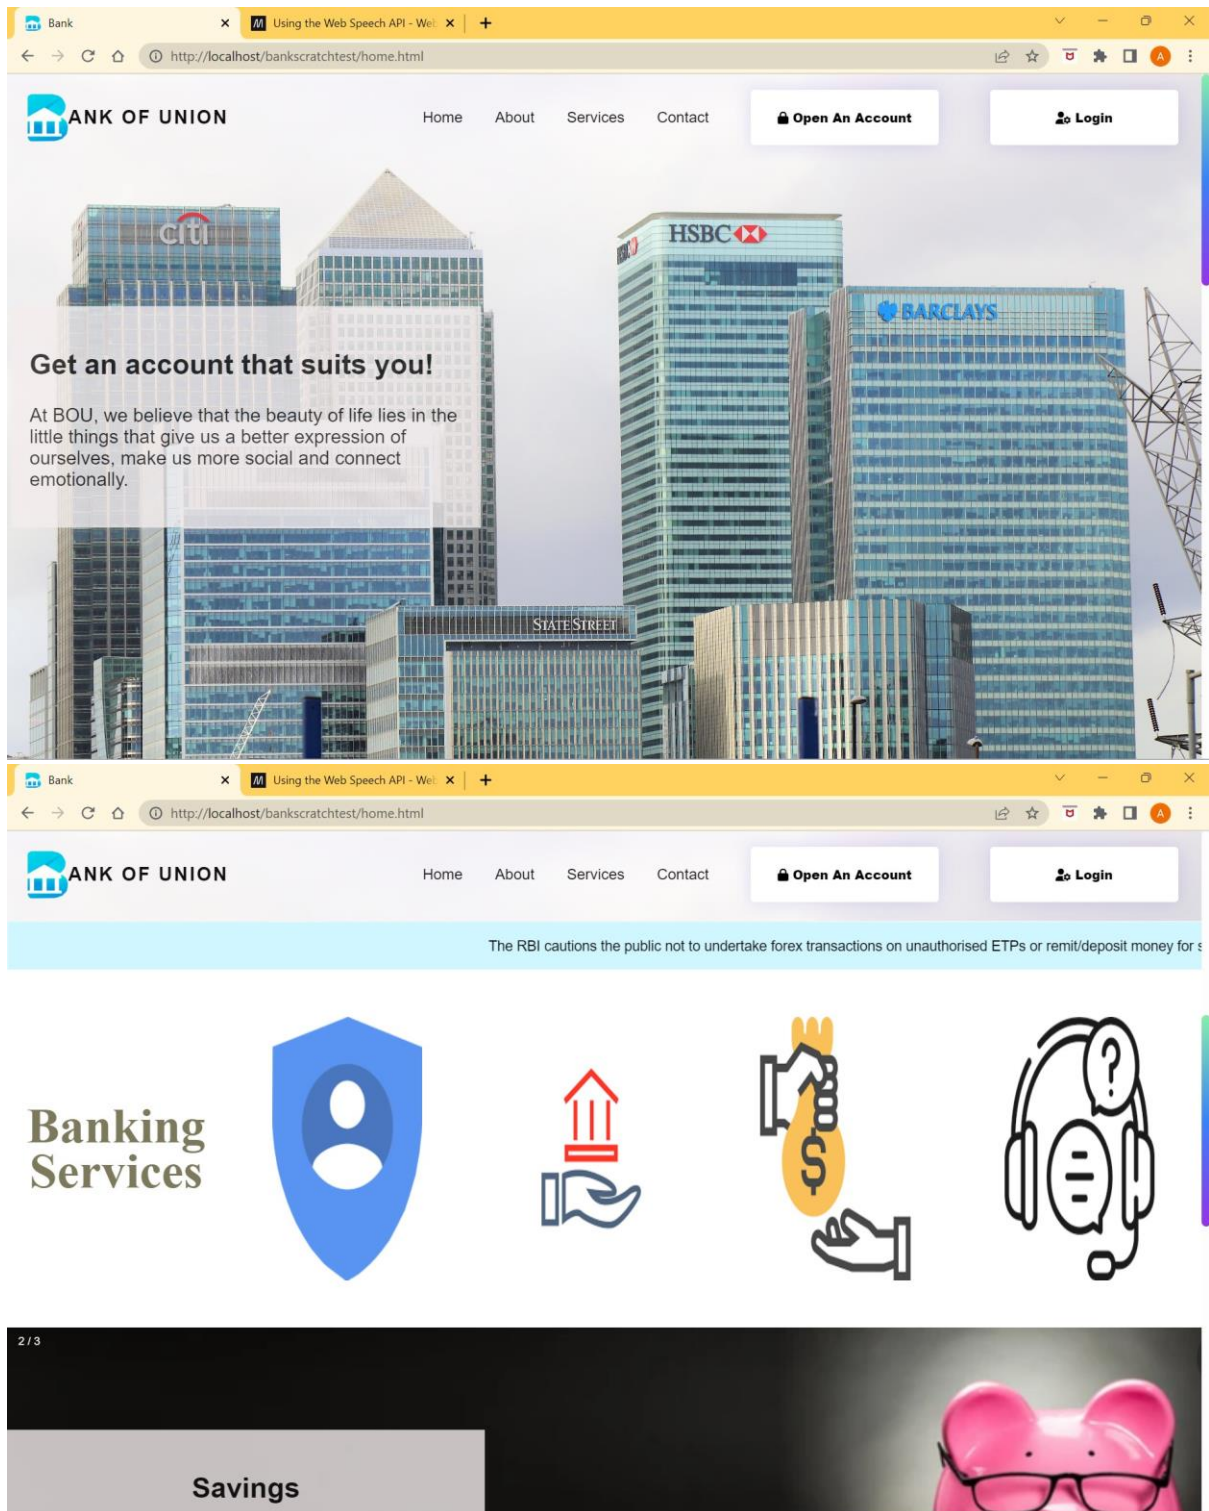 Bank
Using the Web Speech API - We
http://localhost/bankscratchtest/home.html
A
BANK OF UNION
Home
About
Services
Contact
Open An Account
Login
citi
HSBC
HSBC
BARCLAYS
Get an account that suits you!
At BOU, we believe that the beauty of life lies in the
little things that give us a better expression of
ourselves, make us more social and connect
emotionally.
STATE STREET
Bank
Using the Web Speech API - We
http://localhost/bankscratchtest/home.html
A
BANK OF UNION
Home
About
Services
Contact
Open An Account
Login
The RBI cautions the public not to undertake forex transactions on unauthorised ETPs or remit/deposit money for s
?
$
Banking
Services
2 / 3
Savings